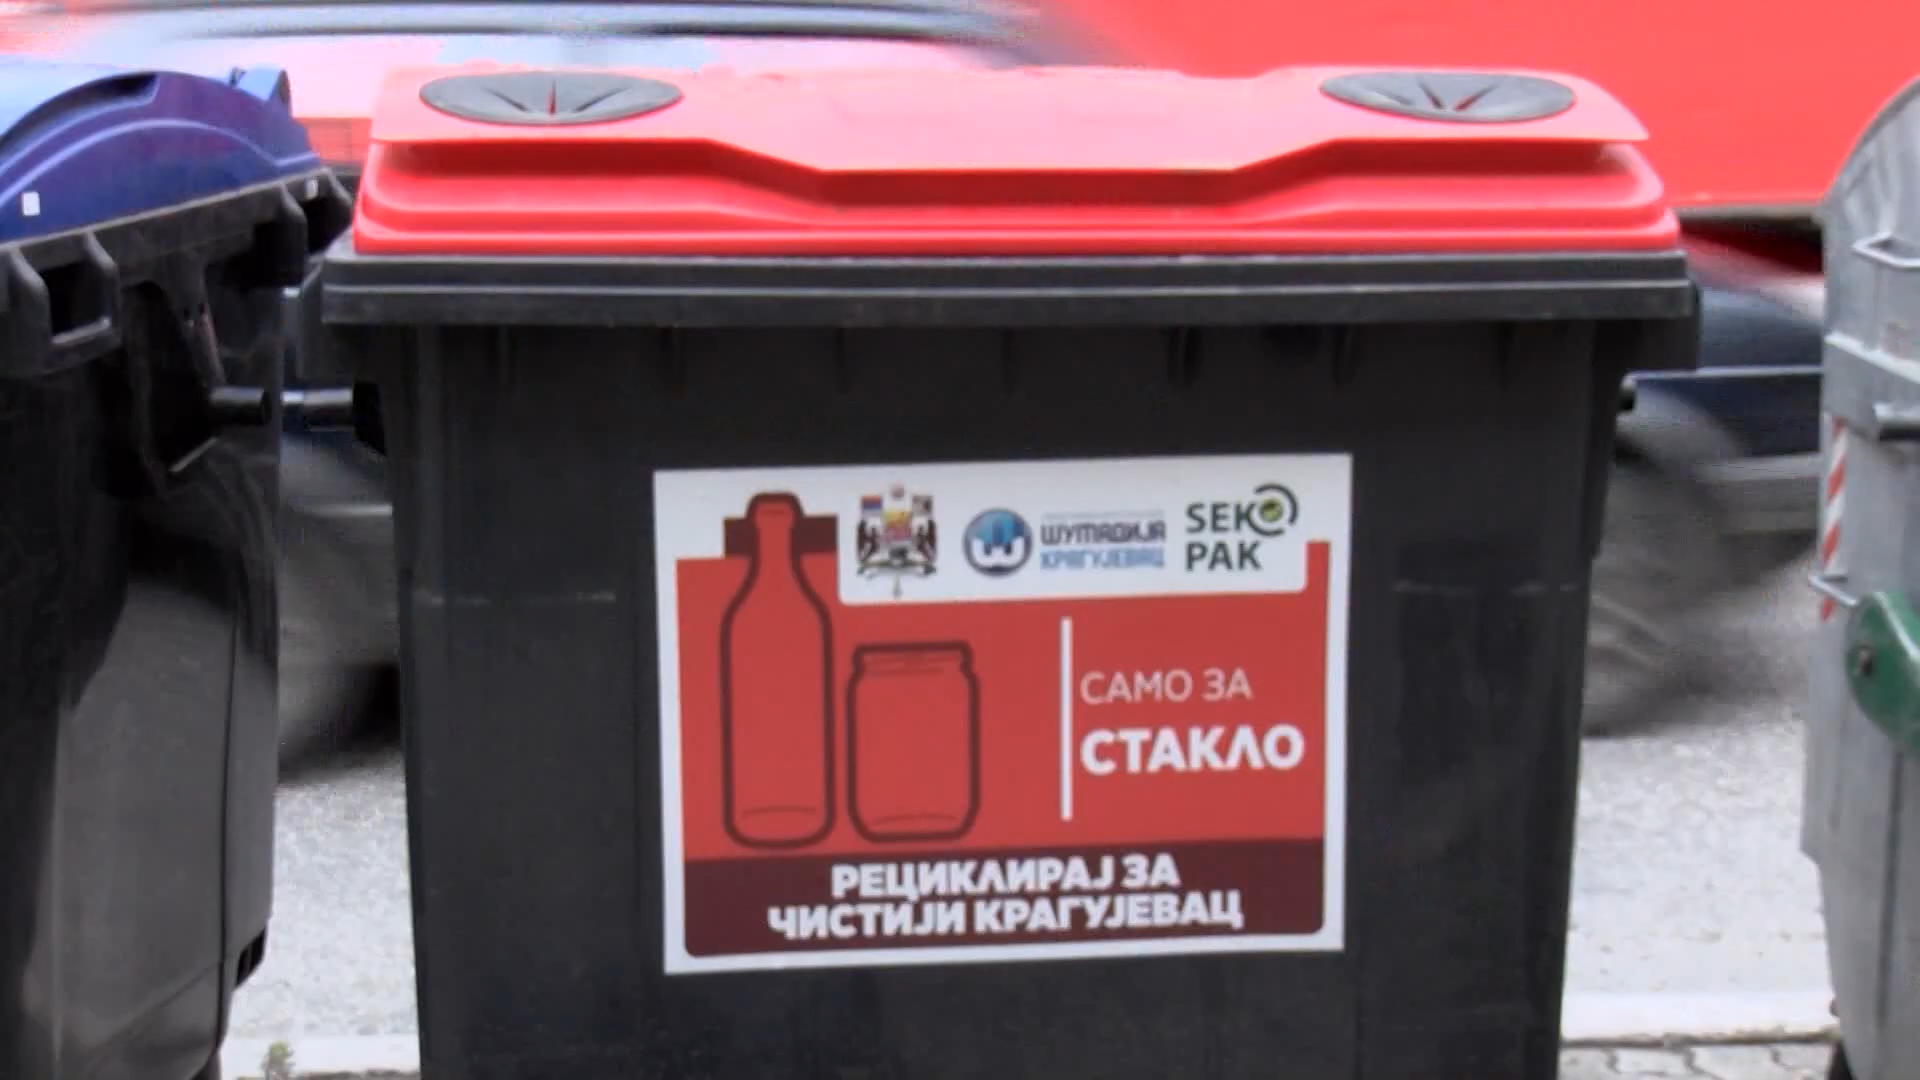 ШУМАДИЈА
КРАГУЈЕВАЦ
SEKO
PAK
САМО ЗА
СТАКЛО
РЕЦИКЛИРАЈ ЗА
ЧИСТИЈИ КРАГУЈЕВАЦ